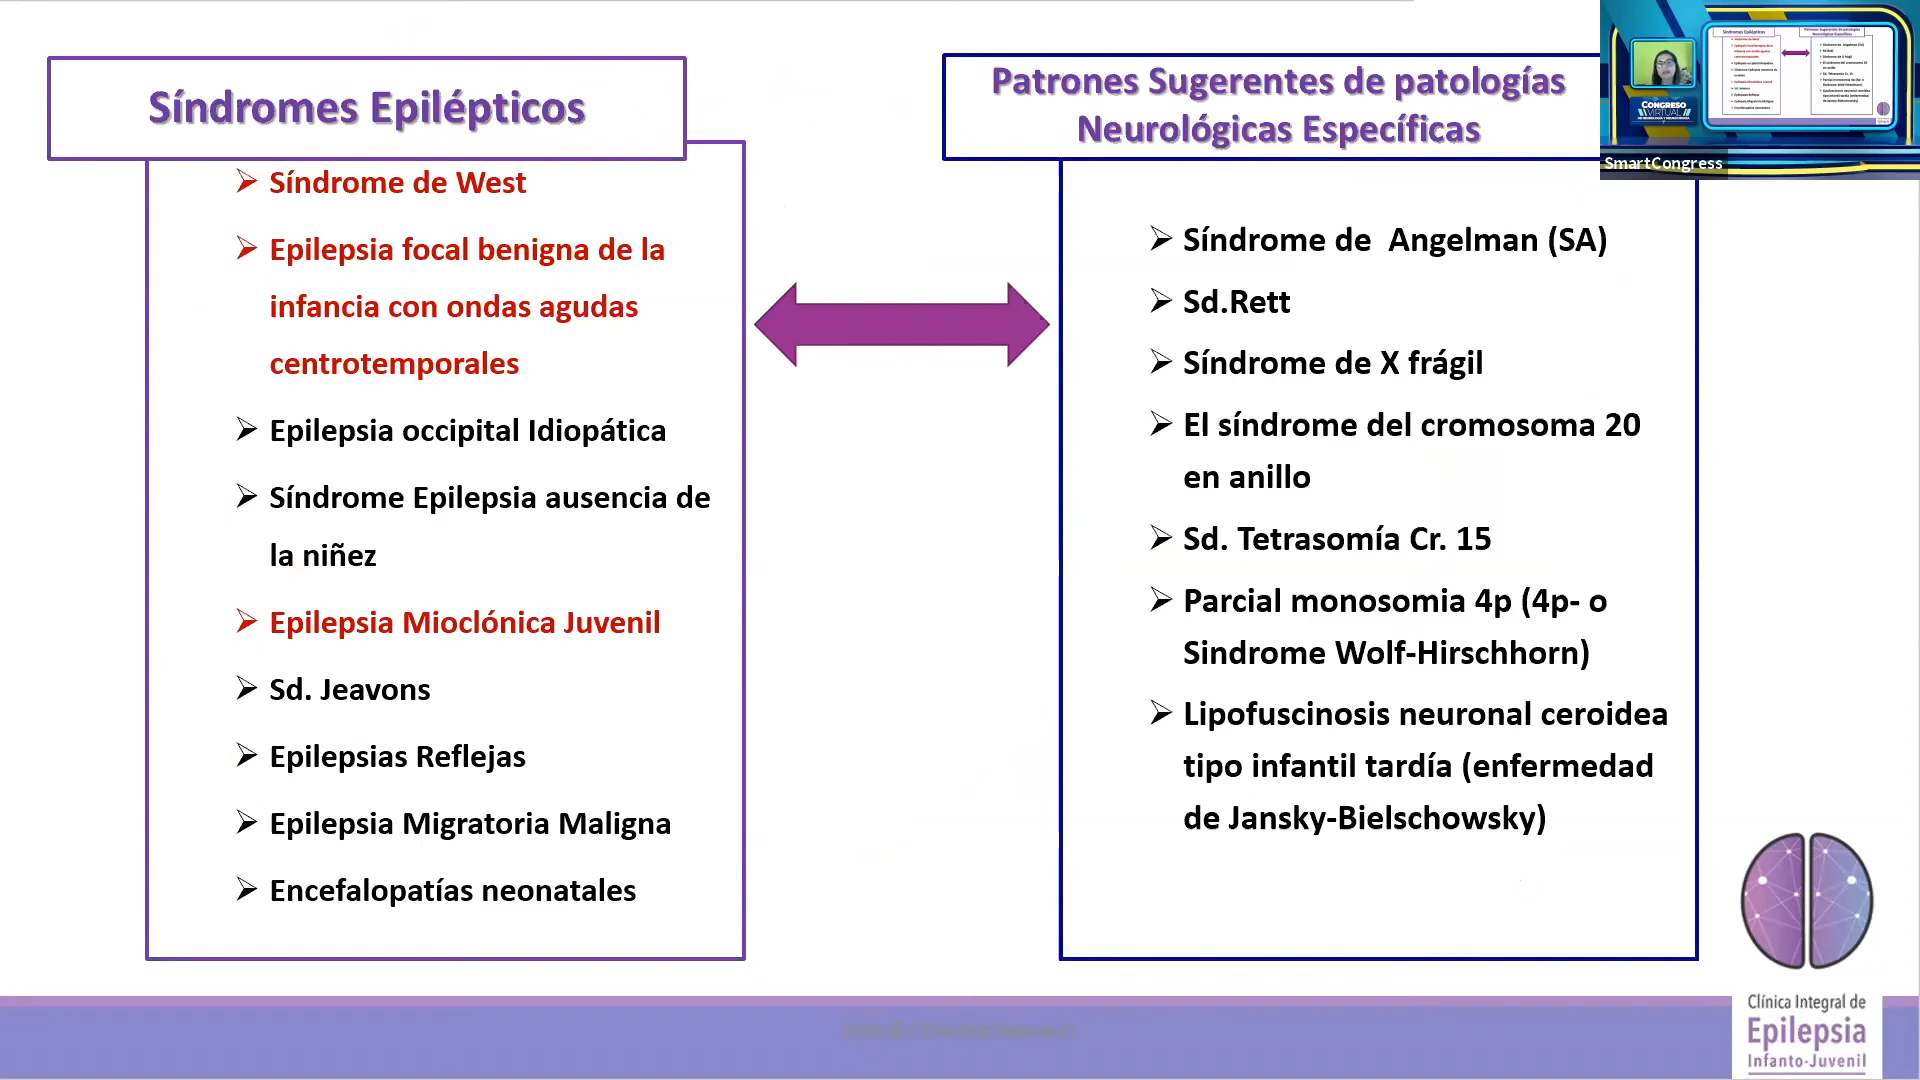 Síndromes Epilépticos
Síndrome de West
Epilepsia focal benigna de la
infancia con ondas agudas
centrotemporales
Epilepsia occipital Idiopática
Síndrome Epilepsia ausencia de
la niñez
Epilepsia Mioclónica Juvenil
Sd. Jeavons
Epilepsias Reflejas
Epilepsia Migratoria Maligna
Encefalopatías neonatales
Patrones Sugerentes de patologías
Neurológicas Específicas
Síndrome de  Angelman (SA)
Sd.Rett
Síndrome de X frágil
El síndrome del cromosoma 20
en anillo
Sd. Tetrasomía Cr. 15
Parcial monosomia 4p (4p- o
Sindrome Wolf-Hirschhorn)
Lipofuscinosis neuronal ceroidea
tipo infantil tardía (enfermedad
de Jansky-Bielschowsky)
CONGRESO
VIRTUAL
SmartCongress
Clínica Integral de
Epilepsia
Infanto-Juvenil